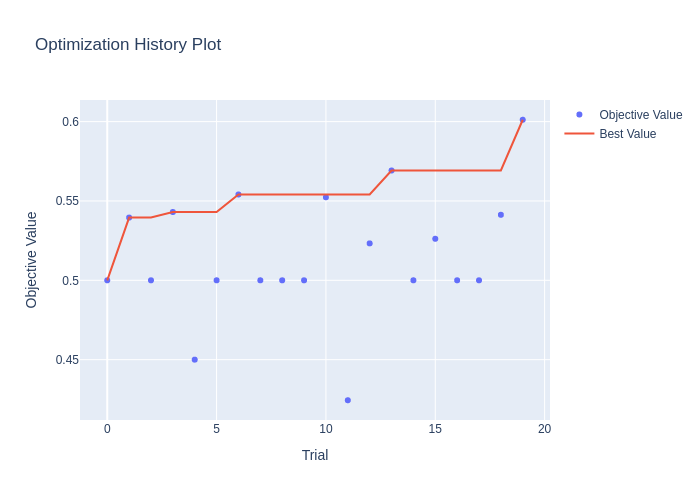 Optimization History Plot
Objective Value
Best Value
0.6
0.55
0.5
0.45
Objective Value
0
5
10
15
20
Trial